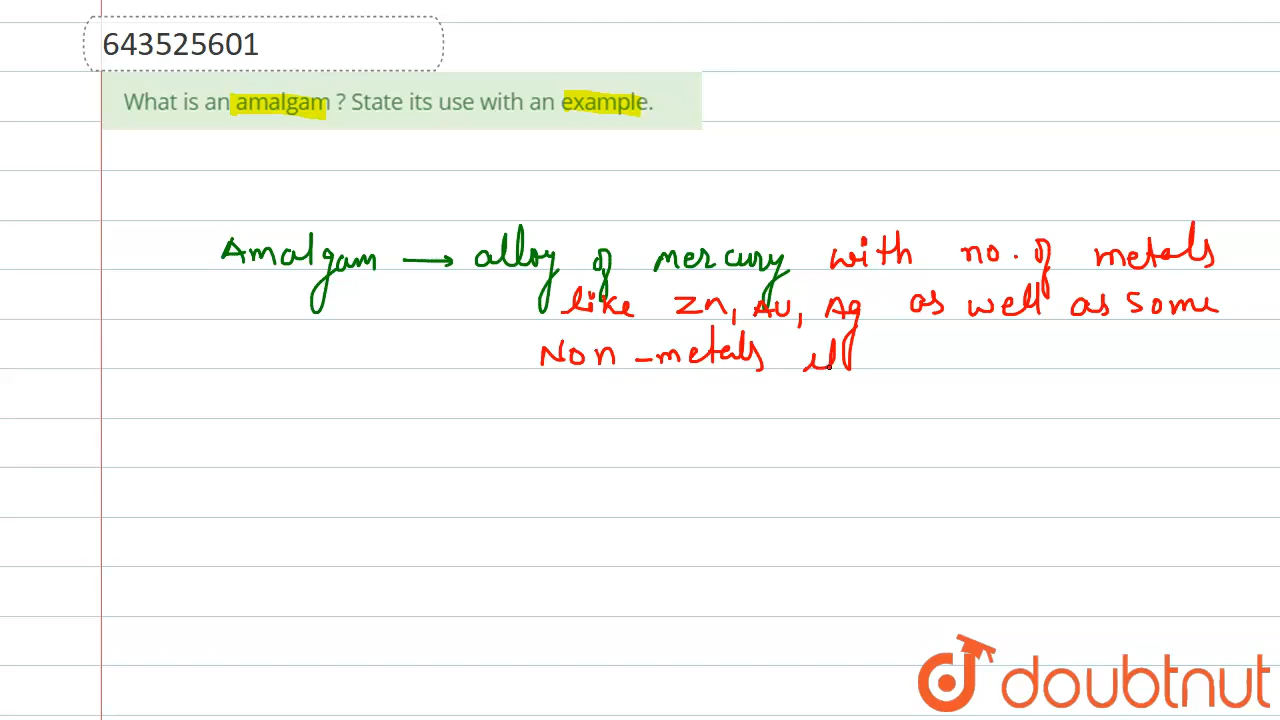 643525601
What is an amalgam ? State its use with an example.
Amalgam → alloy of mercury with no. of metals
like Zn, Au, Ag as well as some
Non-metals
doubtnut